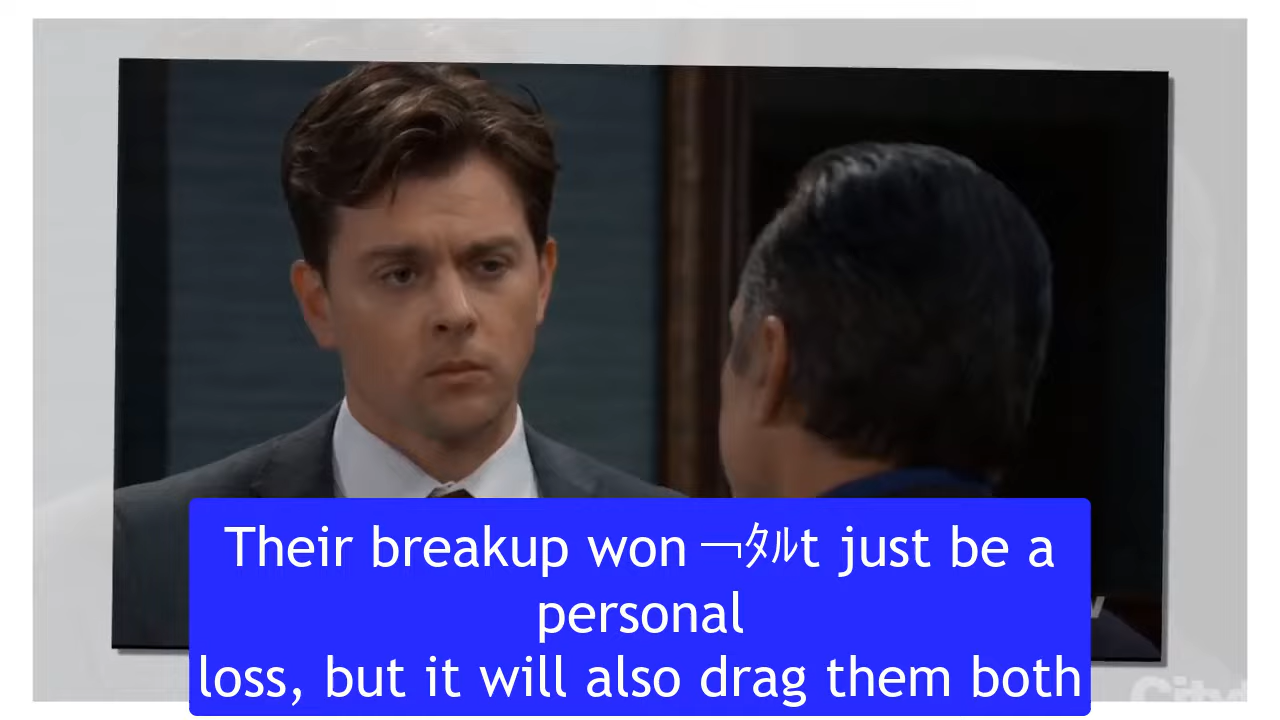 Their breakup won ￢ﾀﾙt just be a
personal
loss, but it will also drag them both